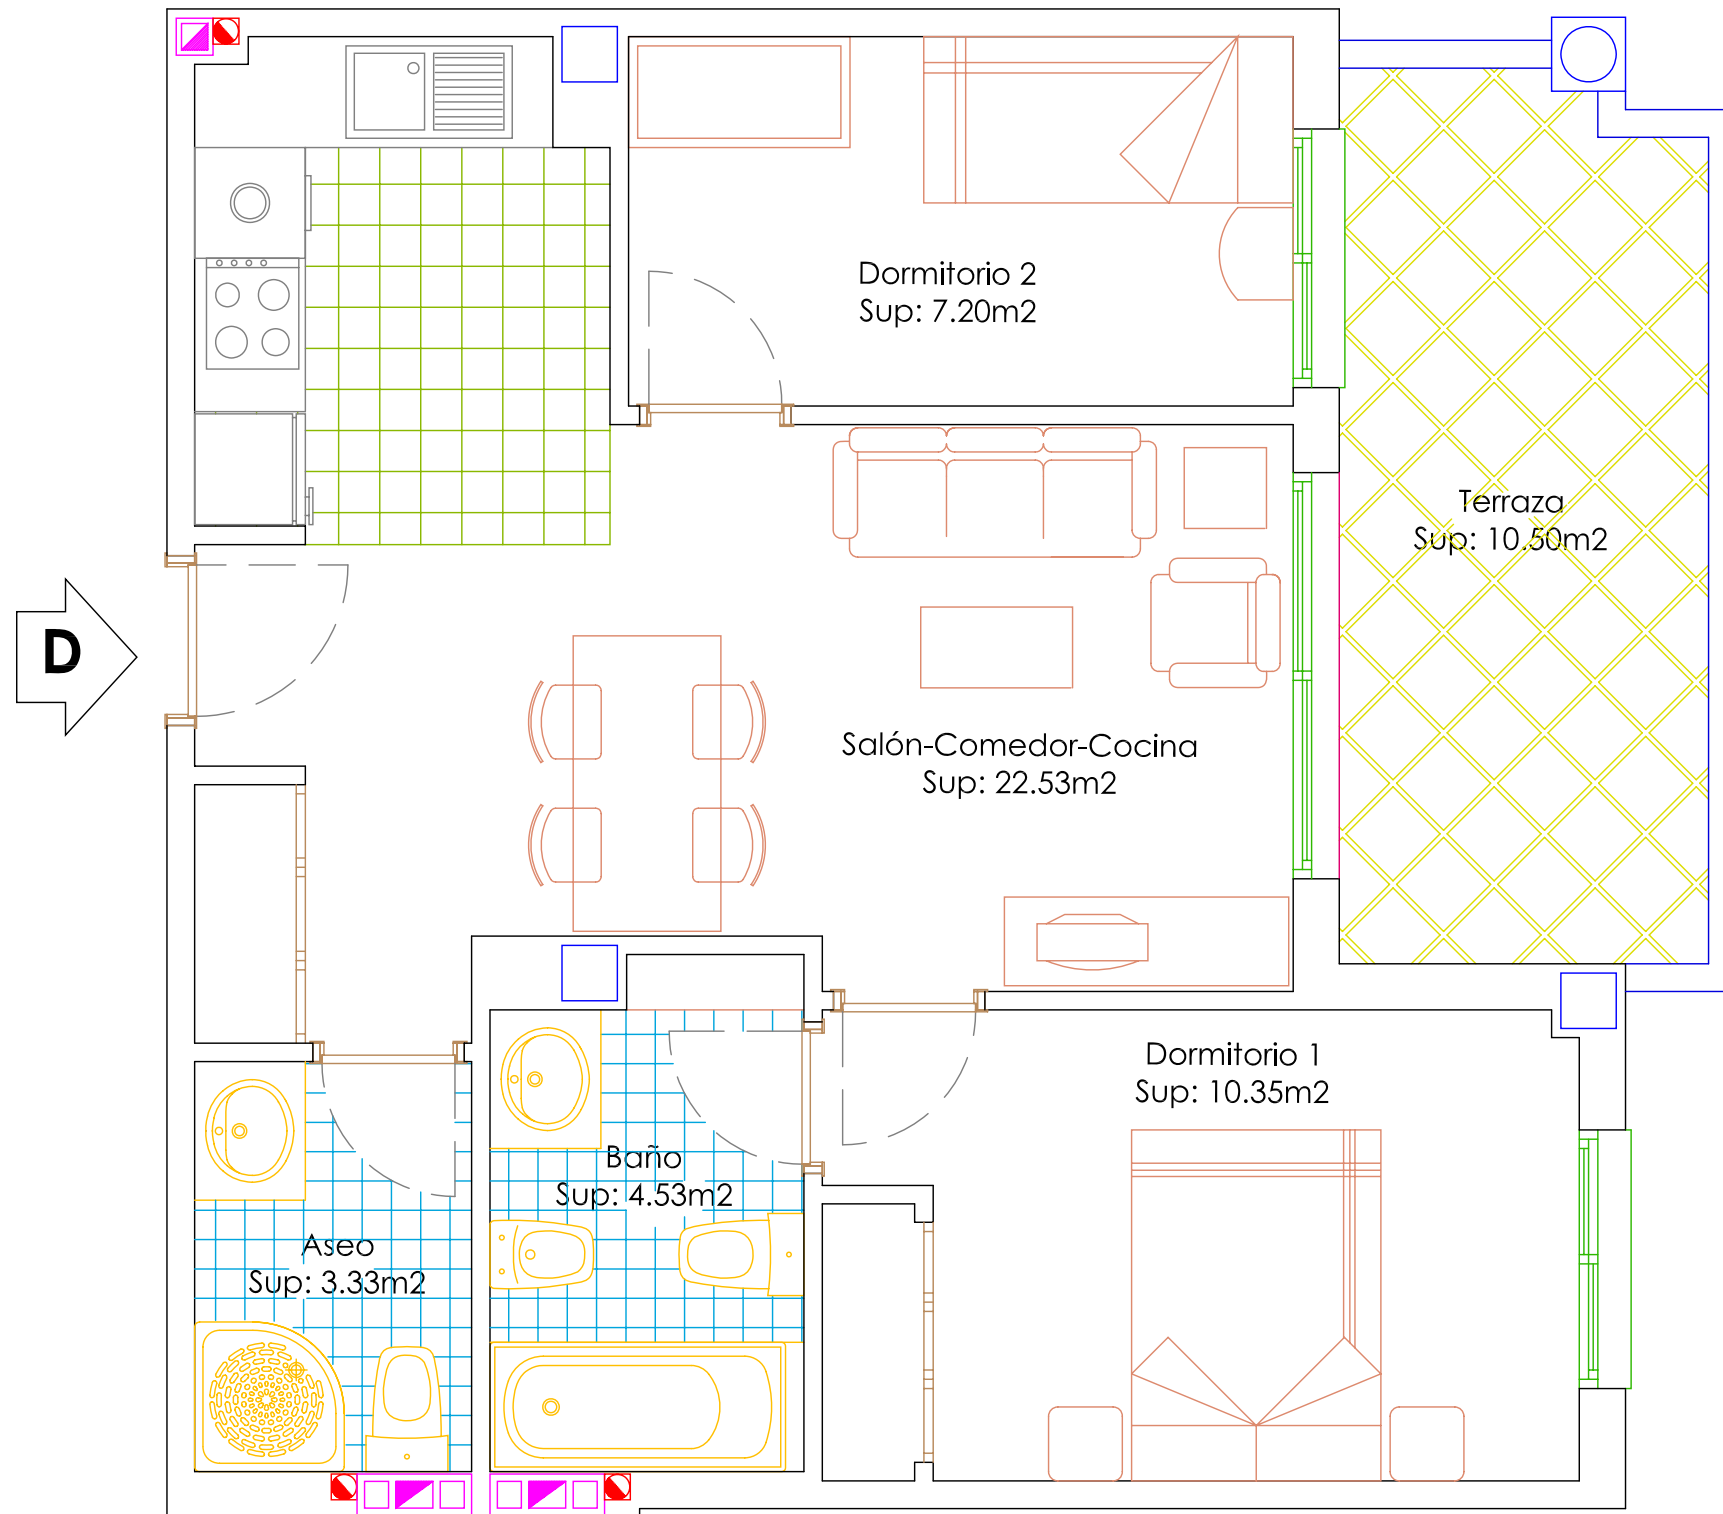 Dormitorio 2
Sup: 7.20m2
Terraza
Sup: 10.50m2
D
Salón-Comedor-Cocina
Sup: 22.53m2
Dormitorio 1
Sup: 10.35m2
Baño
Sup: 4.53m2
Aseo
Sup: 3.33m2